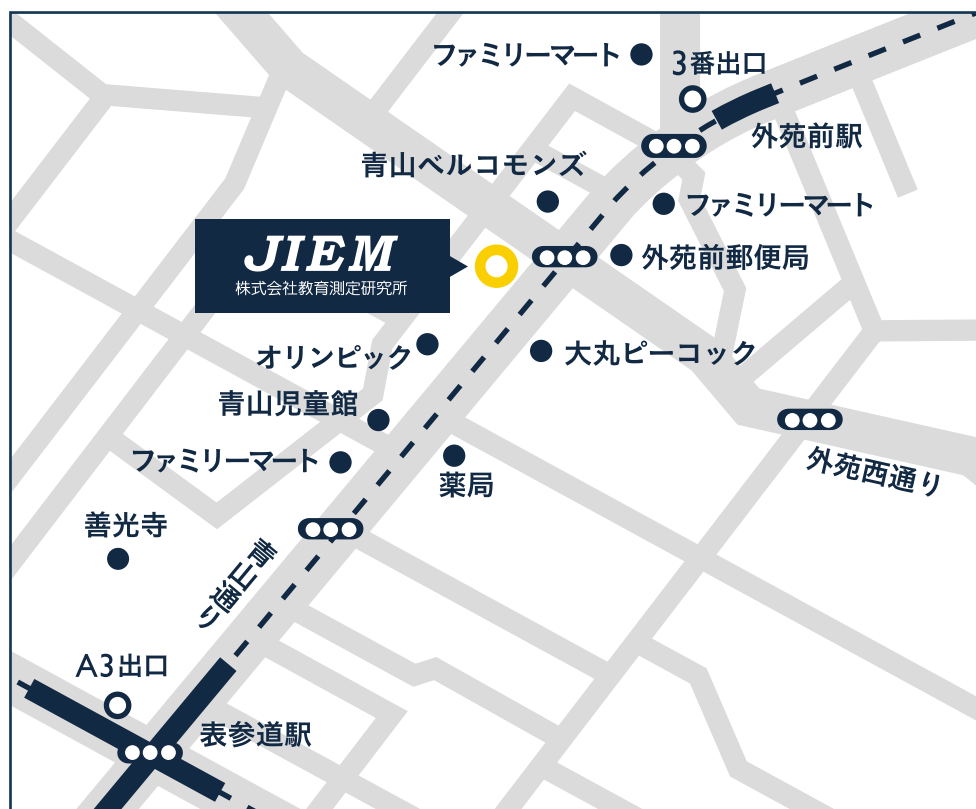 ファミリーマート
3番出口
外苑前駅
青山ベルコモンズ
ファミリーマート
JIEM
株式会社教育測定研究所
外苑前郵便局
オリンピック
大丸ピーコック
青山児童館
ファミリーマート
薬局
外苑西通り
善光寺
青山通り
A3出口
表参道駅